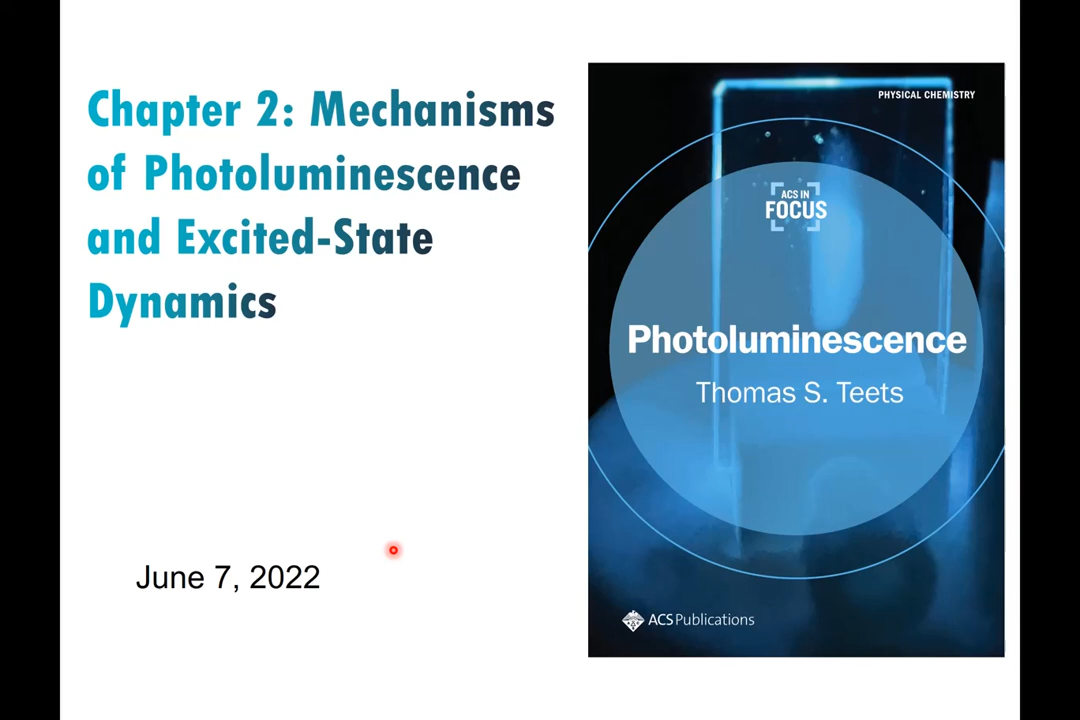 Chapter 2: Mechanisms
of Photoluminescence
and Excited-State
Dynamics
June 7, 2022
PHYSICAL CHEMISTRY
ACS IN
FOCUS
Photoluminescence
Thomas S. Teets
ACS Publications